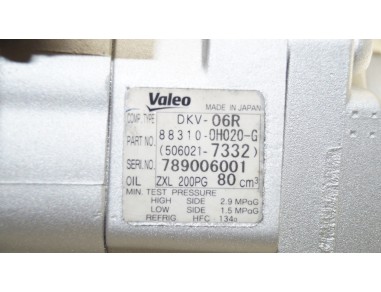 Valeo MADE IN JAPAN
COMP. TYPE DKV-06R
PART NO. 88310-0H020-G
(506021-7332)
SERI.NO. 789006001
OIL ZXL 200PG 80 cm³
MIN. TEST PRESSURE
HIGH SIDE 2.9 MPaG
LOW SIDE 1.5 MPaG
REFRIG HFC 134a